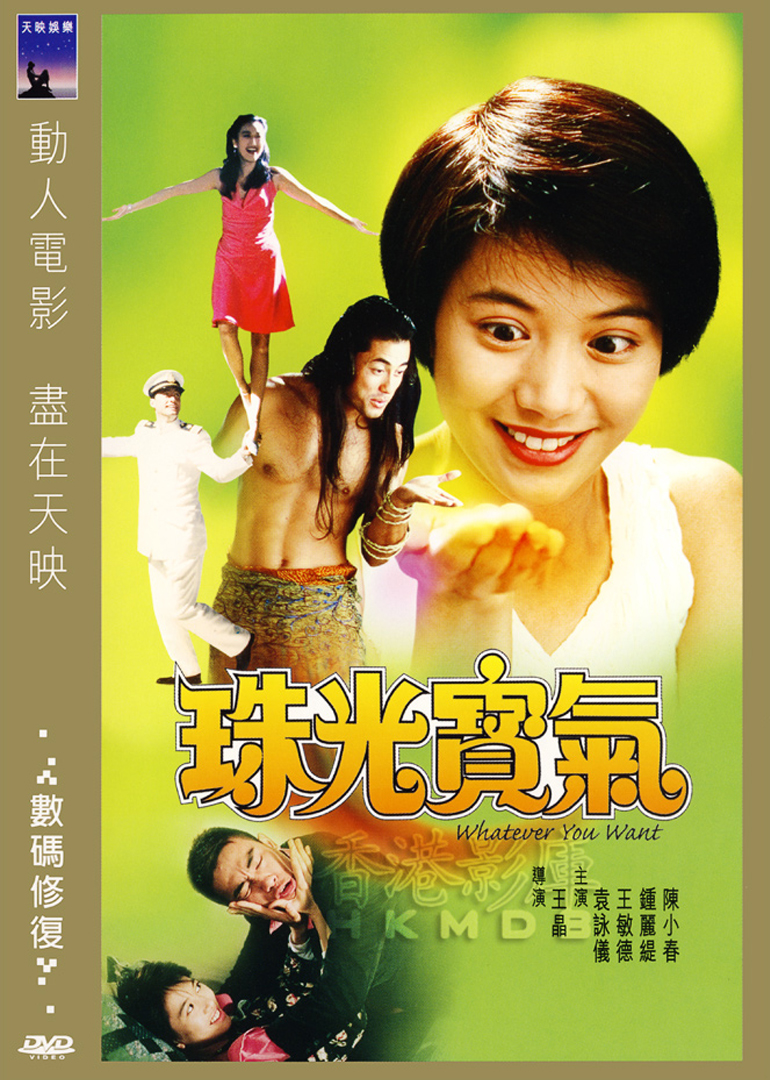 天映娛樂
動人電影 盡在天映
數碼修復
DVD
VIDEO
珠光寶氣
Whatever You Want
香港影庫
HKMDB
主演
陳小春
鍾麗緹
王敏德
袁詠儀
導演
王晶